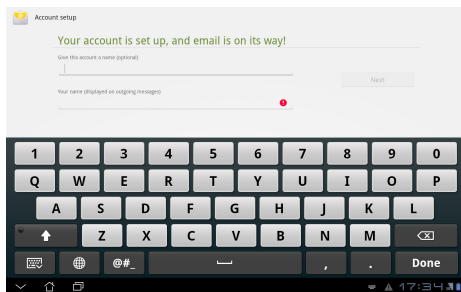 Account setup
Your account is set up, and email is on its way!
Give this account a name (optional)
Next
Your name (displayed on outgoing messages)
1 2 3 4 5 6 7 8 9 0
Q W E R T Y U I O P
A S D F G H J K L
Z X C V B N M
@#_ , . Done
17:34